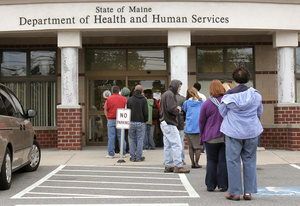 State of Maine
Department of Health and Human Services
NO
PARKING